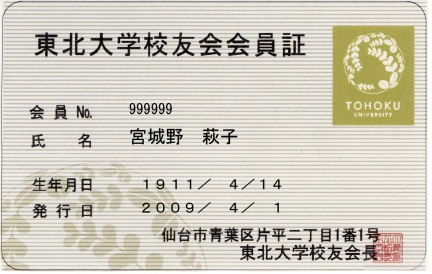 東北大学校友会会員証
TOHOKU
UNIVERSITY
会員 No. 999999
氏名 宮城野 萩子
生年月日 1911/ 4/14
発行日 2009/ 4/ 1
仙台市青葉区片平二丁目1番1号
東北大学校友会長